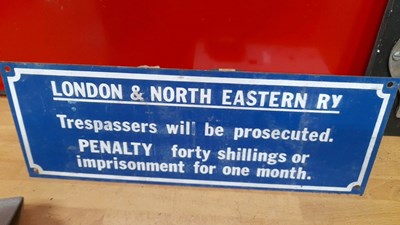 LONDON & NORTH EASTERN RY
Trespassers will be prosecuted.
PENALTY forty shillings or
imprisonment for one month.